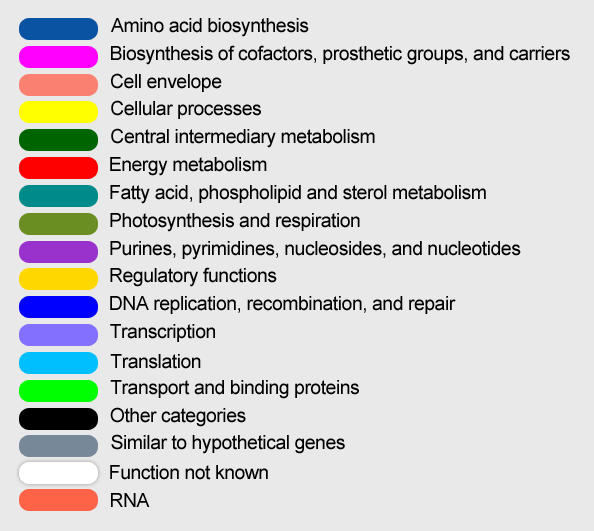 Amino acid biosynthesis
Biosynthesis of cofactors, prosthetic groups, and carriers
Cell envelope
Cellular processes
Central intermediary metabolism
Energy metabolism
Fatty acid, phospholipid and sterol metabolism
Photosynthesis and respiration
Purines, pyrimidines, nucleosides, and nucleotides
Regulatory functions
DNA replication, recombination, and repair
Transcription
Translation
Transport and binding proteins
Other categories
Similar to hypothetical genes
Function not known
RNA